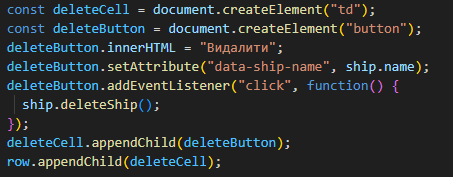 const deleteCell = document.createElement("td");
const deleteButton = document.createElement("button");
deleteButton.innerHTML = "Видалити";
deleteButton.setAttribute("data-ship-name", ship.name);
deleteButton.addEventListener("click", function() {
  ship.deleteShip();
});
deleteCell.appendChild(deleteButton);
row.appendChild(deleteCell);